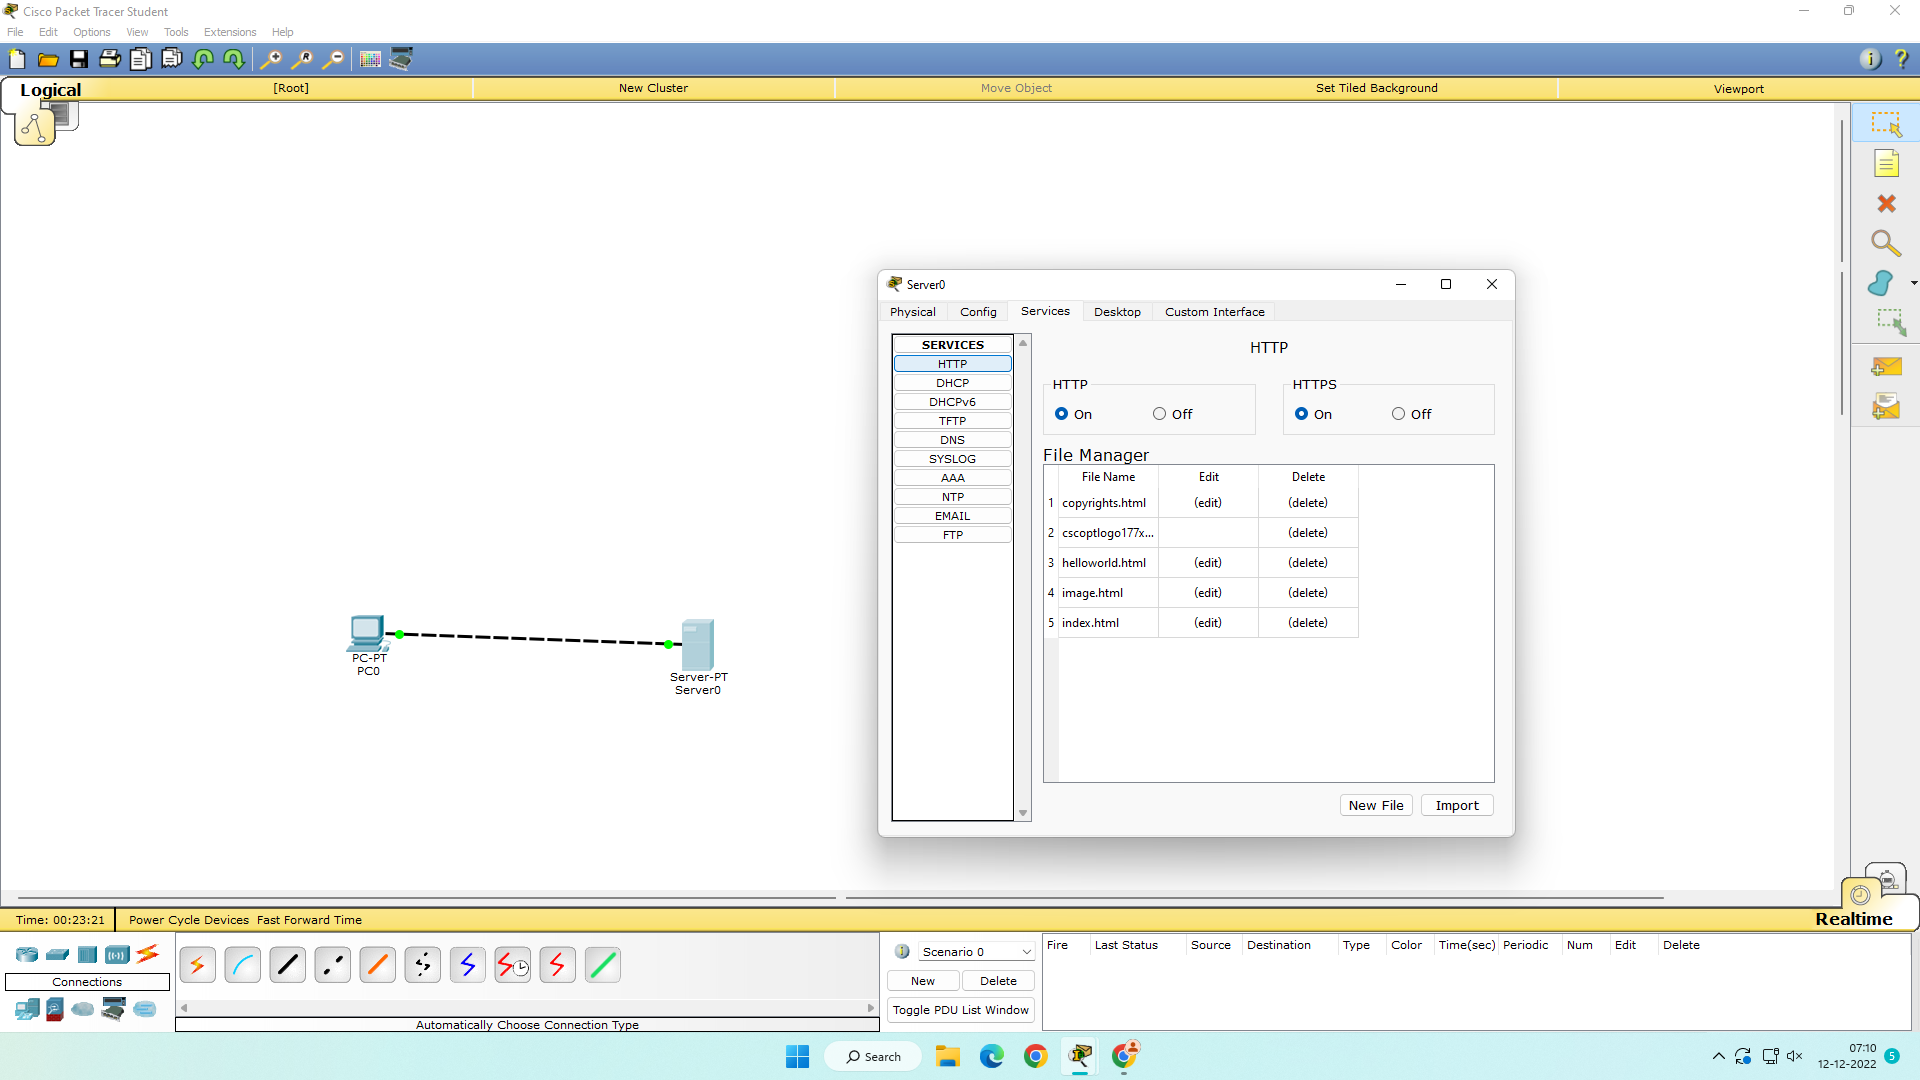 Cisco Packet Tracer Student
File Edit Options View Tools Extensions Help
Logical [Root] New Cluster Move Object Set Tiled Background Viewport
Server0
Physical Config Services Desktop Custom Interface
SERVICES
HTTP
DHCP
DHCPv6
TFTP
DNS
SYSLOG
AAA
NTP
EMAIL
FTP
HTTP
HTTP HTTPS
On Off On Off
File Manager
File Name Edit Delete
1 copyrights.html (edit) (delete)
2 cscoptlogo177x... (delete)
3 helloworld.html (edit) (delete)
4 image.html (edit) (delete)
5 index.html (edit) (delete)
New File Import
PC-PT
PC0
Server-PT
Server0
Time: 00:23:21 Power Cycle Devices Fast Forward Time
Realtime
Connections
Automatically Choose Connection Type
Scenario 0
New Delete
Toggle PDU List Window
Fire Last Status Source Destination Type Color Time(sec) Periodic Num Edit Delete
Search
07:10
12-12-2022
5